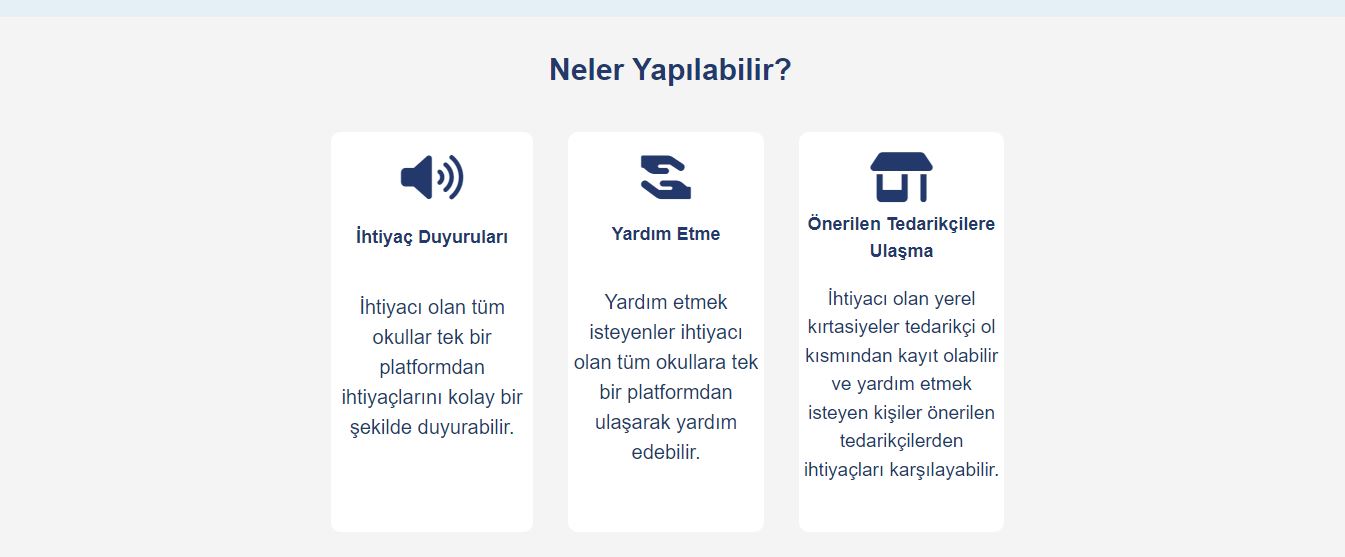 Neler Yapılabilir?
İhtiyaç Duyuruları
İhtiyacı olan tüm
okullar tek bir
platformdan
ihtiyaçlarını kolay bir
şekilde duyurabilir.
Yardım Etme
Yardım etmek
isteyenler ihtiyacı
olan tüm okullara tek
bir platformdan
ulaşarak yardım
edebilir.
Önerilen Tedarikçilere
Ulaşma
İhtiyacı olan yerel
kırtasiyeler tedarikçi ol
kısmından kayıt olabilir
ve yardım etmek
isteyen kişiler önerilen
tedarikçilerden
ihtiyaçları karşılayabilir.